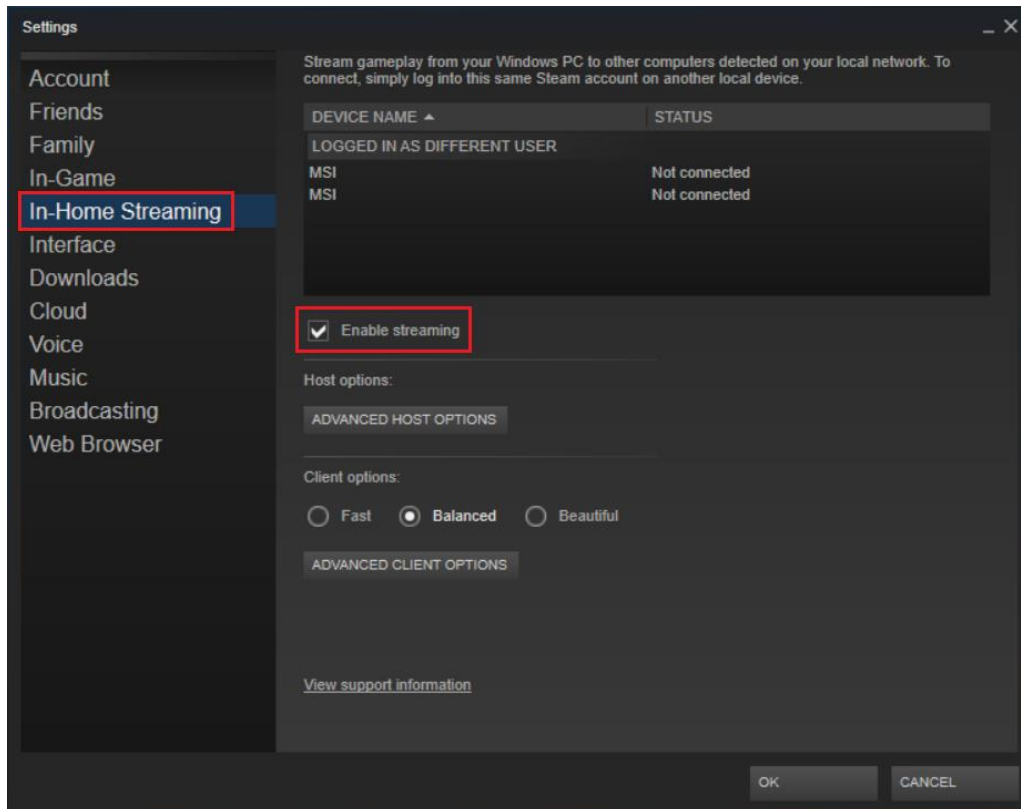 Settings
Account
Friends
Family
In-Game
In-Home Streaming
Interface
Downloads
Cloud
Voice
Music
Broadcasting
Web Browser
Stream gameplay from your Windows PC to other computers detected on your local network. To
connect, simply log into this same Steam account on another local device.
DEVICE NAME STATUS
LOGGED IN AS DIFFERENT USER
MSI Not connected
MSI Not connected
Enable streaming
Host options:
ADVANCED HOST OPTIONS
Client options:
Fast Balanced Beautiful
ADVANCED CLIENT OPTIONS
View support information
OK CANCEL